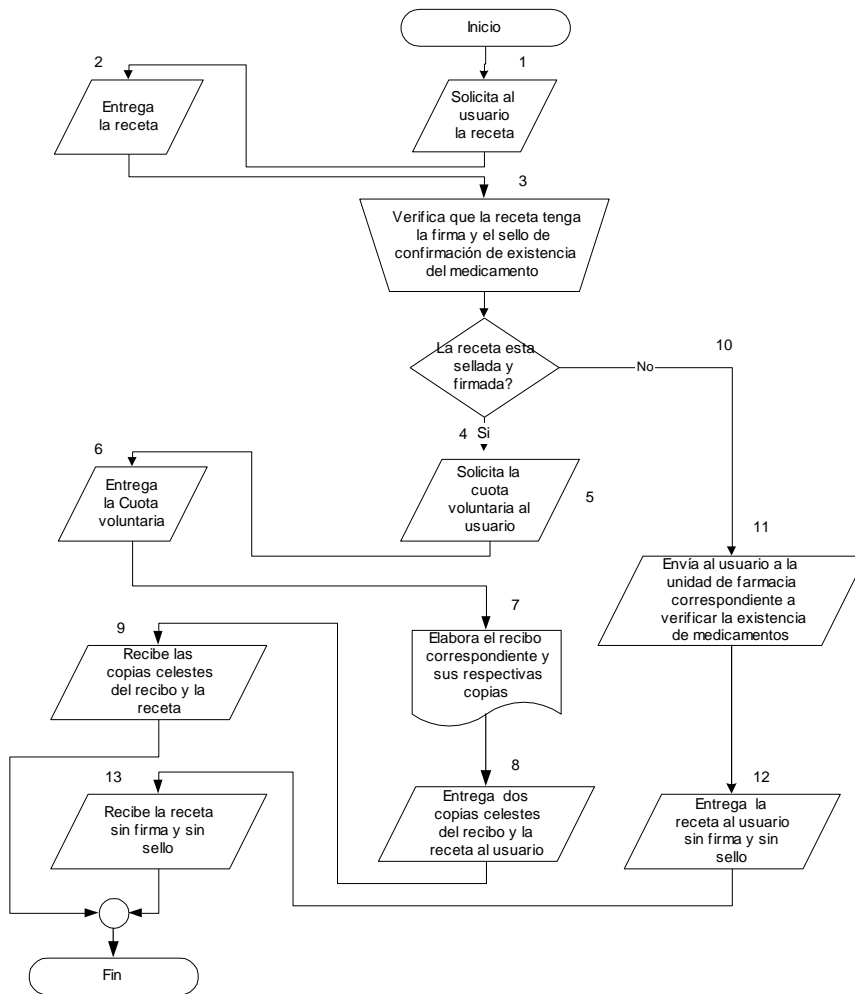 Inicio
1
Solicita al
usuario
la receta
2
Entrega
la receta
3
Verifica que la receta tenga
la firma y el sello de
confirmación de existencia
del medicamento
La receta esta
sellada y
firmada?
10
No
4
Si
5
Solicita la
cuota
voluntaria al
usuario
6
Entrega
la Cuota
voluntaria
7
Elabora el recibo
correspondiente y
sus respectivas
copias
8
Entrega dos
copias celestes
del recibo y la
receta al usuario
9
Recibe las
copias celestes
del recibo y la
receta
11
Envía al usuario a la
unidad de farmacia
correspondiente a
verificar la existencia
de medicamentos
12
Entrega la
receta al usuario
sin firma y sin
sello
13
Recibe la receta
sin firma y sin
sello
Fin